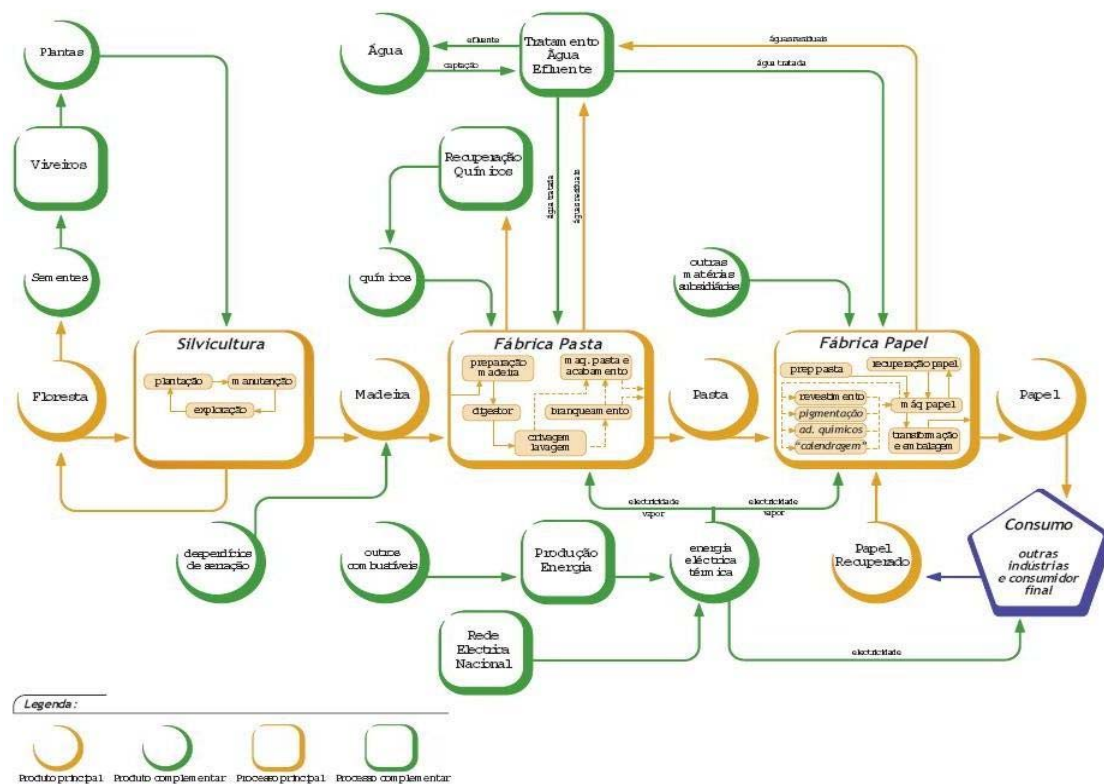 Plantas
Água
efluente
captação
Tratamento
Água
Efluente
águas residuais
água tratada
Viveiros
Recuperação
Químicos
água tratada
águas residuais
Sementes
químicos
outras
matérias
subsidiárias
Silvicultura
plantação
manutenção
exploração
Floresta
Madeira
Fábrica Pasta
preparação
madeira
maq. pasta e
acabamento
digestor
branqueamento
crivagem
lavagem
Pasta
Fábrica Papel
prep pasta
recuperação papel
revestimento
máq papel
pigmentação
ad. químicos
"calendragem"
transformação
e embalagem
Papel
electricidade
vapor
electricidade
vapor
desperdícios
de serração
outros
combustíveis
Produção
Energia
energia
eléctrica
térmica
Papel
Recuperado
Consumo
outras
indústrias
e consumidor
final
Rede
Electrica
Nacional
electricidade
Legenda:
Produto principal
Produto complementar
Processo principal
Processo complementar